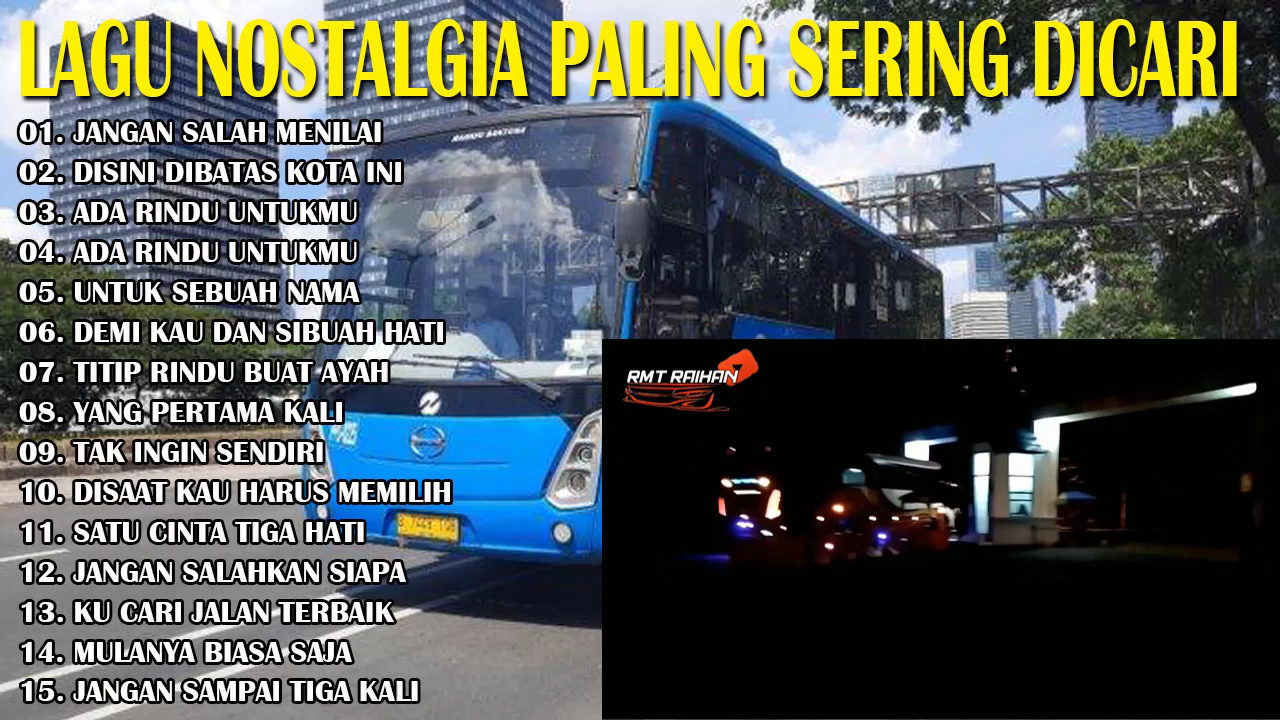 LAGU NOSTALGIA PALING SERING DICARI
01. JANGAN SALAH MENILAI
02. DISINI DIBATAS KOTA INI
03. ADA RINDU UNTUKMU
04. ADA RINDU UNTUKMU
05. UNTUK SEBUAH NAMA
06. DEMI KAU DAN SIBUAH HATI
07. TITIP RINDU BUAT AYAH
08. YANG PERTAMA KALI
09. TAK INGIN SENDIRI
10. DISAAT KAU HARUS MEMILIH
11. SATU CINTA TIGA HATI
12. JANGAN SALAHKAN SIAPA
13. KU CARI JALAN TERBAIK
14. MULANYA BIASA SAJA
15. JANGAN SAMPAI TIGA KALI
RMT RAIHAN